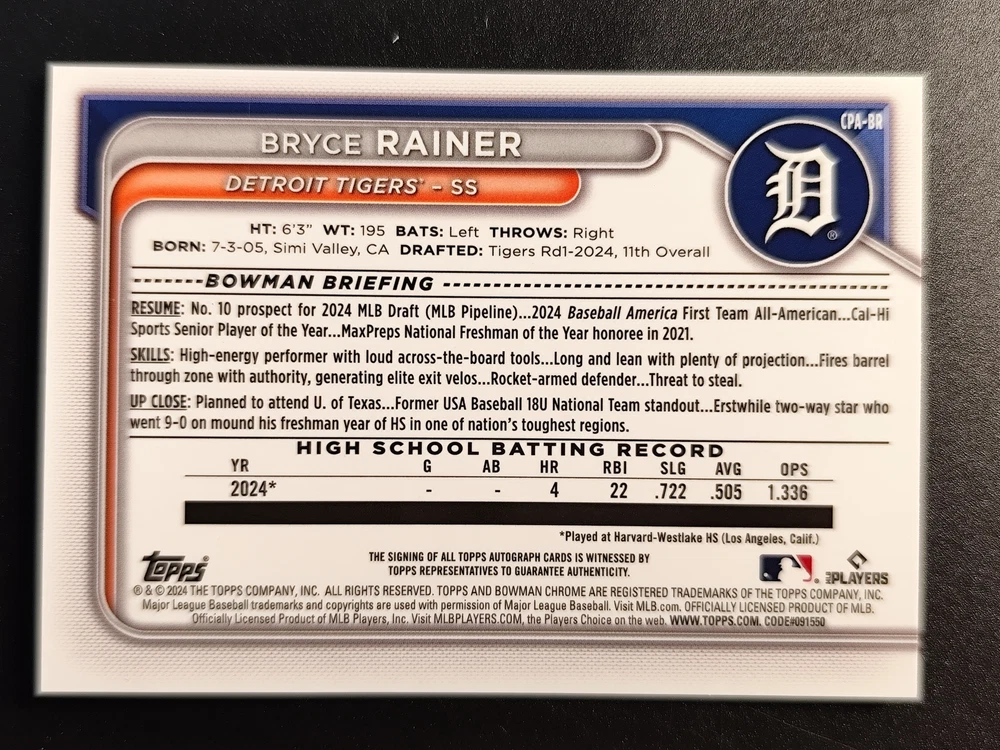 CPA-BR
BRYCE RAINER
DETROIT TIGERS® – SS
D
®
HT: 6'3" WT: 195 BATS: Left THROWS: Right
BORN: 7-3-05, Simi Valley, CA DRAFTED: Tigers Rd1-2024, 11th Overall
BOWMAN BRIEFING
RESUME: No. 10 prospect for 2024 MLB Draft (MLB Pipeline)...2024 Baseball America First Team All-American...Cal-Hi
Sports Senior Player of the Year...MaxPreps National Freshman of the Year honoree in 2021.
SKILLS: High-energy performer with loud across-the-board tools...Long and lean with plenty of projection...Fires barrel
through zone with authority, generating elite exit velos...Rocket-armed defender...Threat to steal.
UP CLOSE: Planned to attend U. of Texas...Former USA Baseball 18U National Team standout...Erstwhile two-way star who
went 9-0 on mound his freshman year of HS in one of nation's toughest regions.
HIGH SCHOOL BATTING RECORD
YR G AB HR RBI SLG AVG OPS
2024* - - 4 22 .722 .505 1.336
*Played at Harvard-Westlake HS (Los Angeles, Calif.)
TOPPS®
THE SIGNING OF ALL TOPPS AUTOGRAPH CARDS IS WITNESSED BY
TOPPS REPRESENTATIVES TO GUARANTEE AUTHENTICITY.
MLB PLAYERS
® & © 2024 THE TOPPS COMPANY, INC. ALL RIGHTS RESERVED. TOPPS AND BOWMAN CHROME ARE REGISTERED TRADEMARKS OF THE TOPPS COMPANY, INC.
Major League Baseball trademarks and copyrights are used with permission of Major League Baseball. Visit MLB.com. OFFICIALLY LICENSED PRODUCT OF MLB.
Officially Licensed Product of MLB Players, Inc. Visit MLBPLAYERS.COM, the Players Choice on the web. WWW.TOPPS.COM. CODE#091550